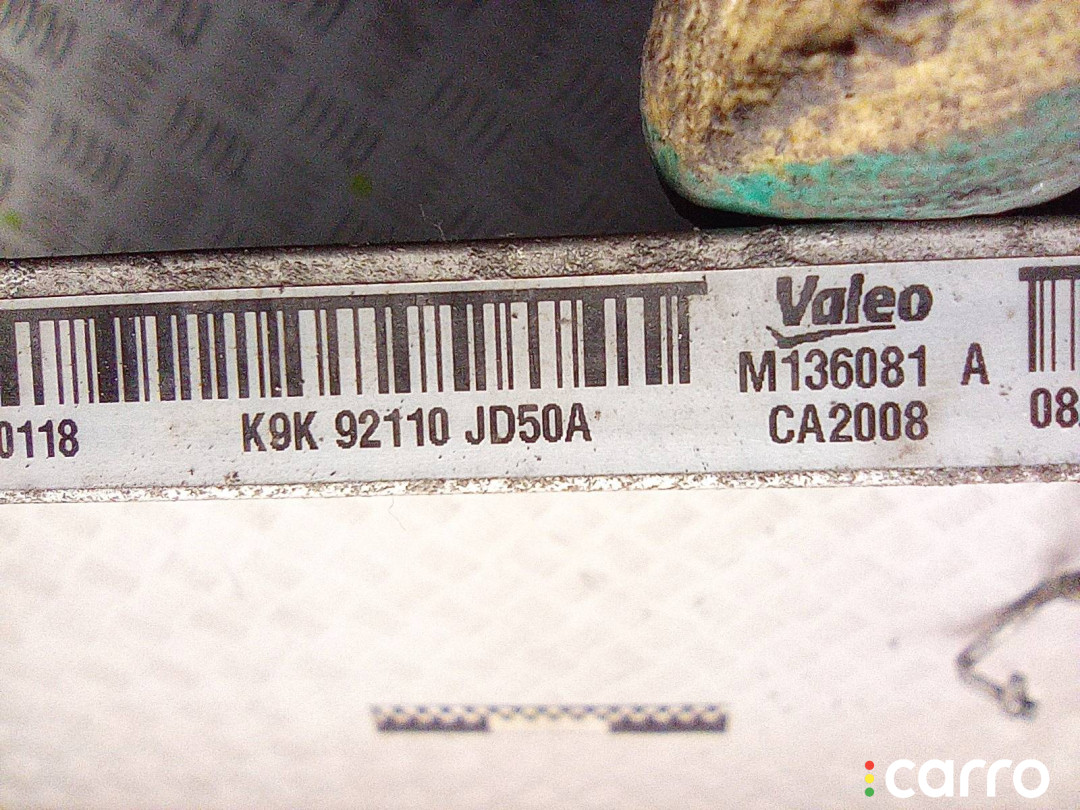 Valeo
M136081 A
0118 K9K 92110 JD50A CA2008 08
carro